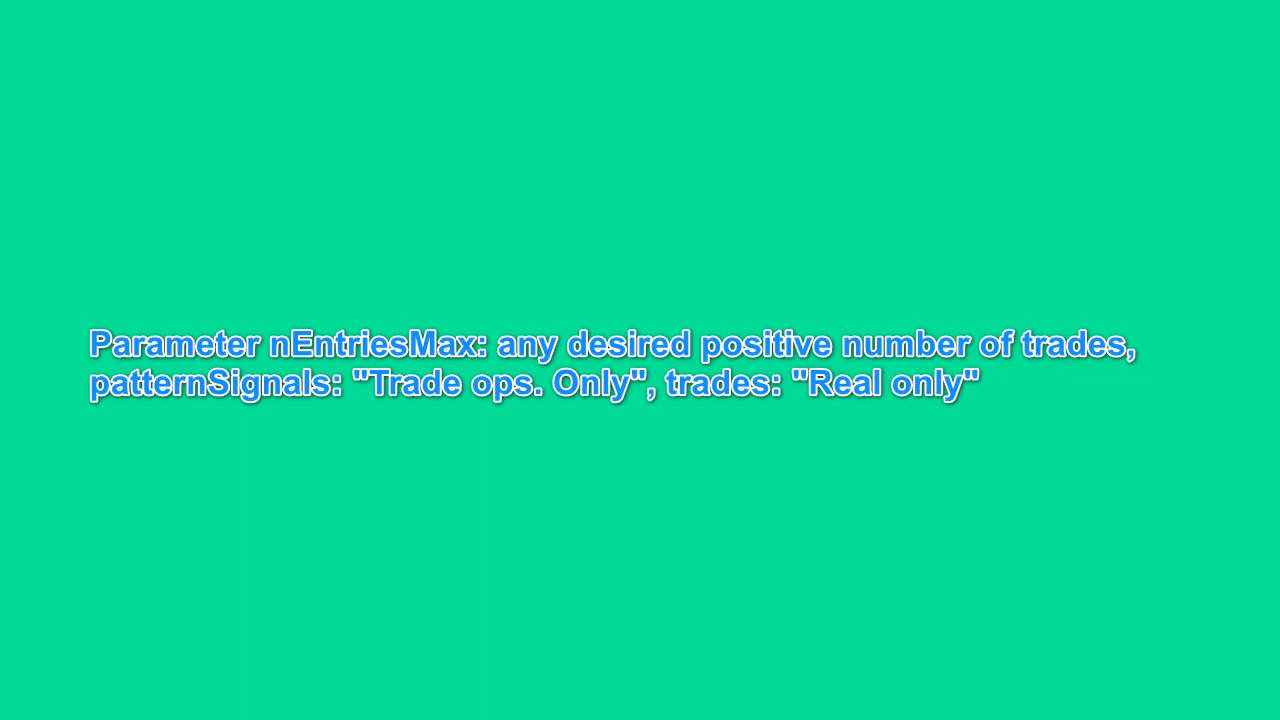 Parameter nEntriesMax: any desired positive number of trades,
patternSignals: "Trade ops. Only", trades: "Real only"